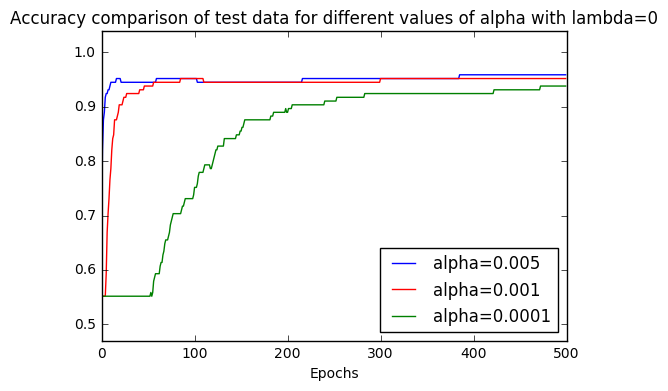 Accuracy comparison of test data for different values of alpha with lambda=0
1.0
0.9
0.8
0.7
0.6
0.5
0 100 200 300 400 500
Epochs
alpha=0.005
alpha=0.001
alpha=0.0001